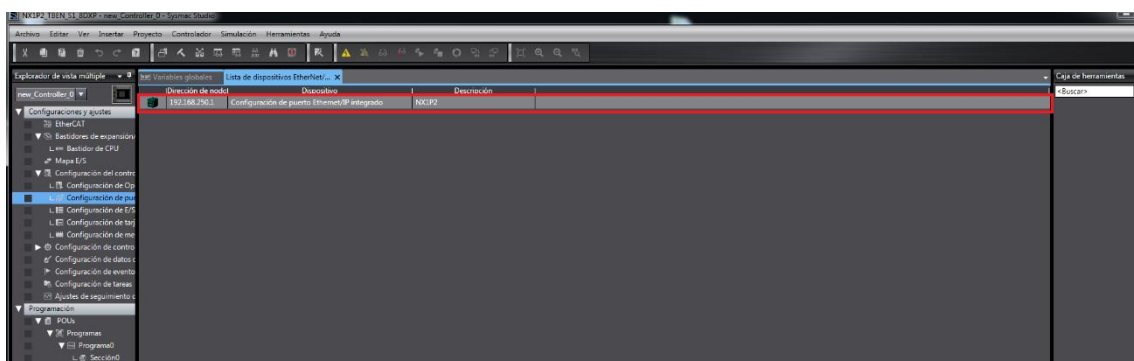 NX1P2_TBEN_S1_8DXP - new_Controller_0 - Sysmac Studio
Archivo Editar Ver Insertar Proyecto Controlador Simulación Herramientas Ayuda
Explorador de vista múltiple
Variables globales Lista de dispositivos EtherNet/... X
Caja de herramientas
new_Controller_0
Dirección de nodo Dispositivo Descripción
<Buscar>
192.168.250.1 Configuración de puerto Ethernet/IP integrado NX1P2
Configuraciones y ajustes
EtherCAT
Bastidores de expansión
Bastidor de CPU
Mapa E/S
Configuración del contro
Configuración de Op
Configuración de pue
Configuración de E/S
Configuración de tarj
Configuración de me
Configuración de contro
Configuración de datos c
Configuración de evento
Configuración de tareas
Ajustes de seguimiento c
Programación
POUs
Programas
Programa0
Sección0